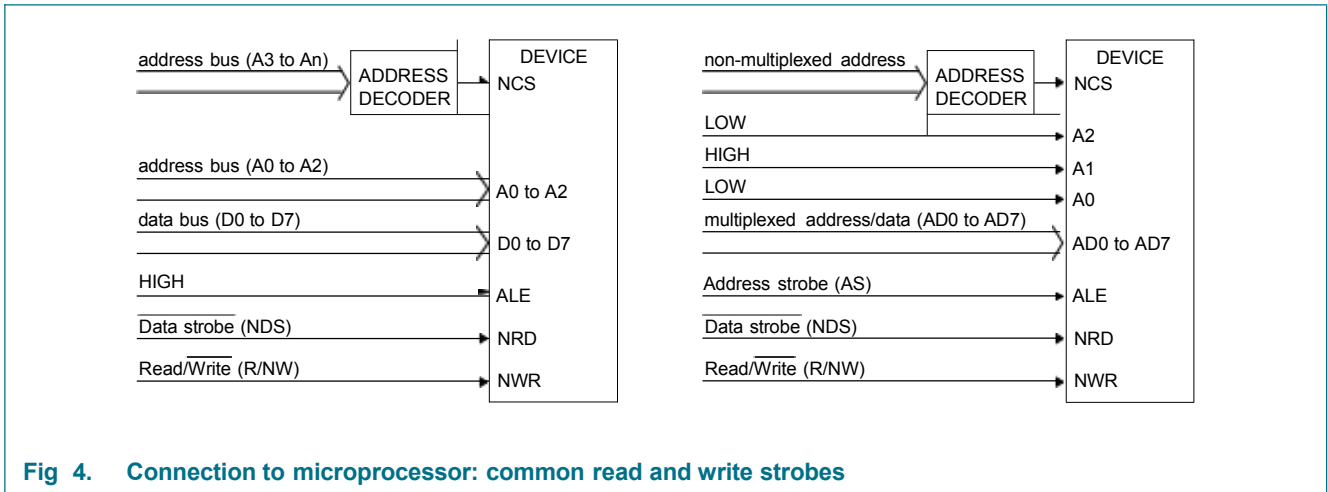 address bus (A3 to An)
ADDRESS
DECODER
DEVICE
NCS
address bus (A0 to A2)
A0 to A2
data bus (D0 to D7)
D0 to D7
HIGH
ALE
Data strobe (NDS)
NRD
Read/Write (R/NW)
NWR
non-multiplexed address
ADDRESS
DECODER
DEVICE
NCS
LOW
A2
HIGH
A1
LOW
A0
multiplexed address/data (AD0 to AD7)
AD0 to AD7
Address strobe (AS)
ALE
Data strobe (NDS)
NRD
Read/Write (R/NW)
NWR
Fig 4. Connection to microprocessor: common read and write strobes